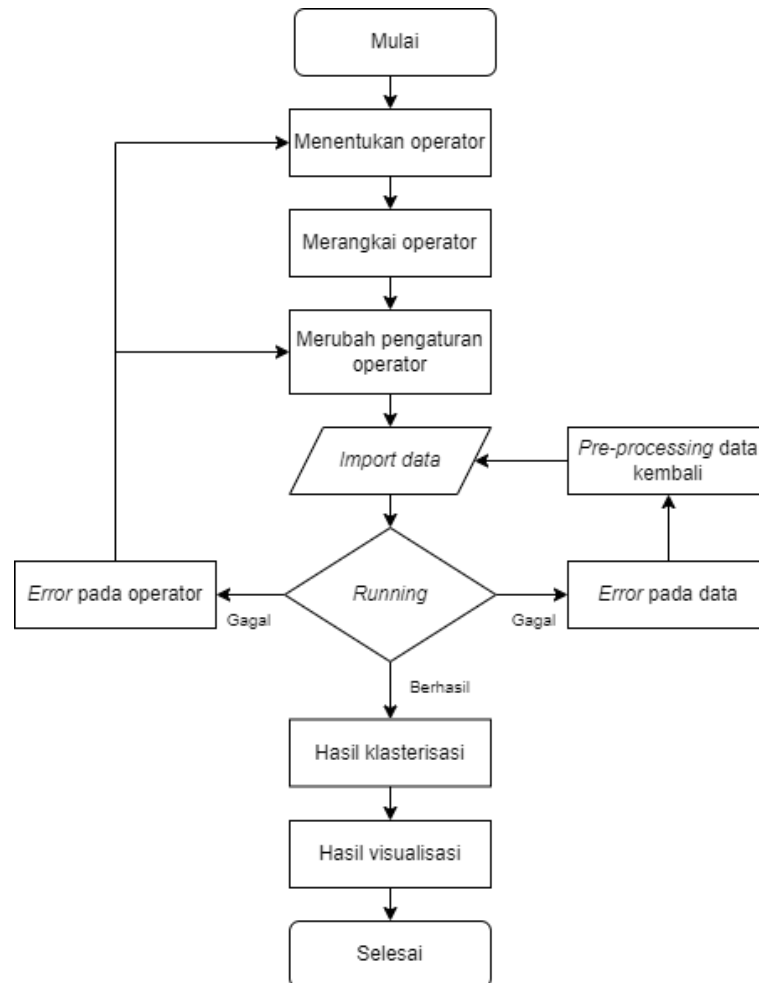 Mulai
Menentukan operator
Merangkai operator
Merubah pengaturan
operator
Import data
Pre-processing data
kembali
Error pada operator
Running
Error pada data
Gagal
Gagal
Berhasil
Hasil klasterisasi
Hasil visualisasi
Selesai